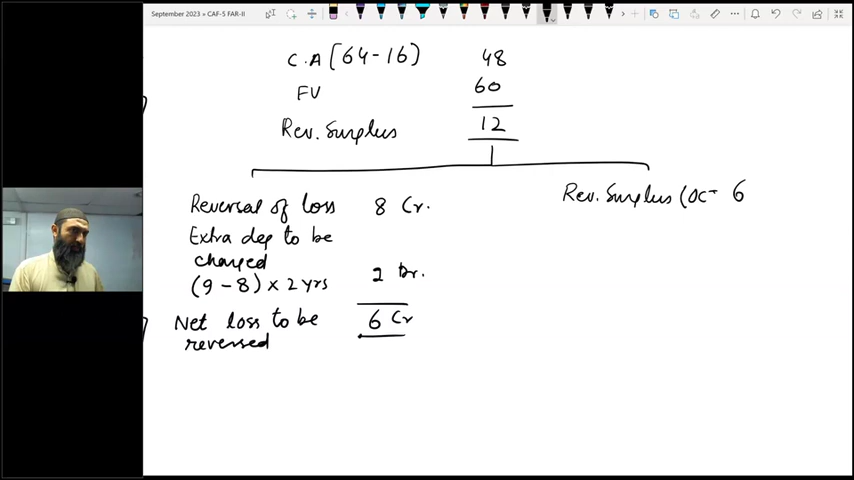 September 2023 » CAF-5 FAR-II
C.A [64-16) 48
FV 60
Rev. Surplus 12
Reversal of loss 8 Cr.
Rev. Surplus (OC- 6
Extra dep to be
charged
(9-8) x 2 yrs 2 Dr.
Net loss to be 6 Cr
reversed